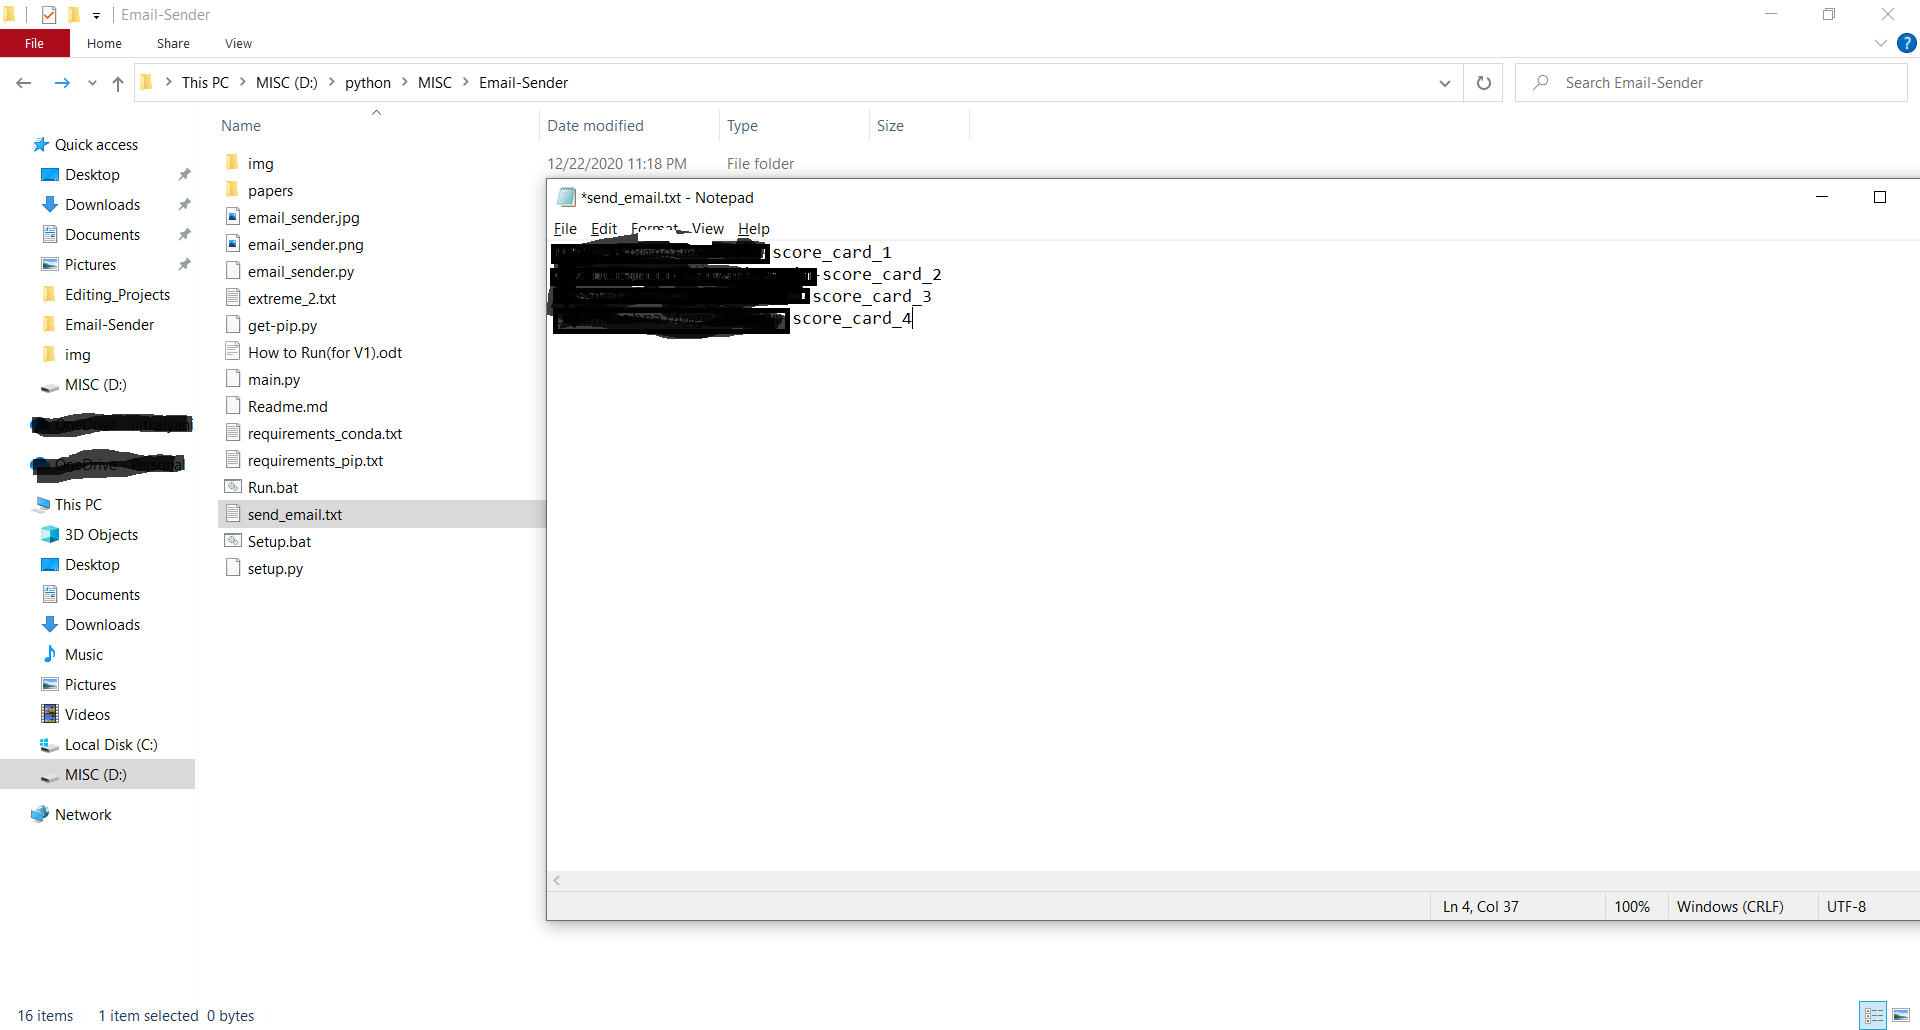 Email-Sender
File Home Share View
This PC MISC (D:) python MISC Email-Sender
Search Email-Sender
Name Date modified Type Size
Quick access
Desktop
Downloads
Documents
Pictures
Editing_Projects
Email-Sender
img
MISC (D:)
This PC
3D Objects
Desktop
Documents
Downloads
Music
Pictures
Videos
Local Disk (C:)
MISC (D:)
Network
img 12/22/2020 11:18 PM File folder
papers
email_sender.jpg
email_sender.png
email_sender.py
extreme_2.txt
get-pip.py
How to Run(for V1).odt
main.py
Readme.md
requirements_conda.txt
requirements_pip.txt
Run.bat
send_email.txt
Setup.bat
setup.py
*send_email.txt - Notepad
File Edit Format View Help
score_card_1
score_card_2
score_card_3
score_card_4
Ln 4, Col 37 100% Windows (CRLF) UTF-8
16 items 1 item selected 0 bytes